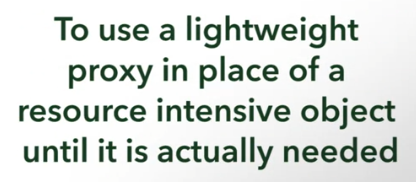 To use a lightweight
proxy in place of a
resource intensive object
until it is actually needed